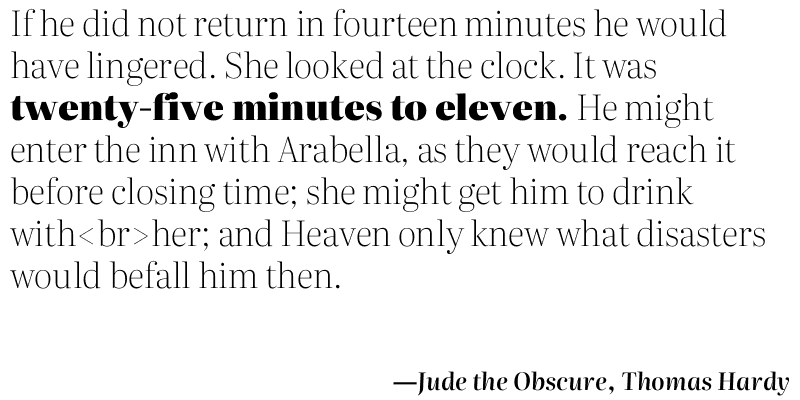 If he did not return in fourteen minutes he would
have lingered. She looked at the clock. It was
twenty-five minutes to eleven. He might
enter the inn with Arabella, as they would reach it
before closing time; she might get him to drink
with<br>her; and Heaven only knew what disasters
would befall him then.
—Jude the Obscure, Thomas Hardy